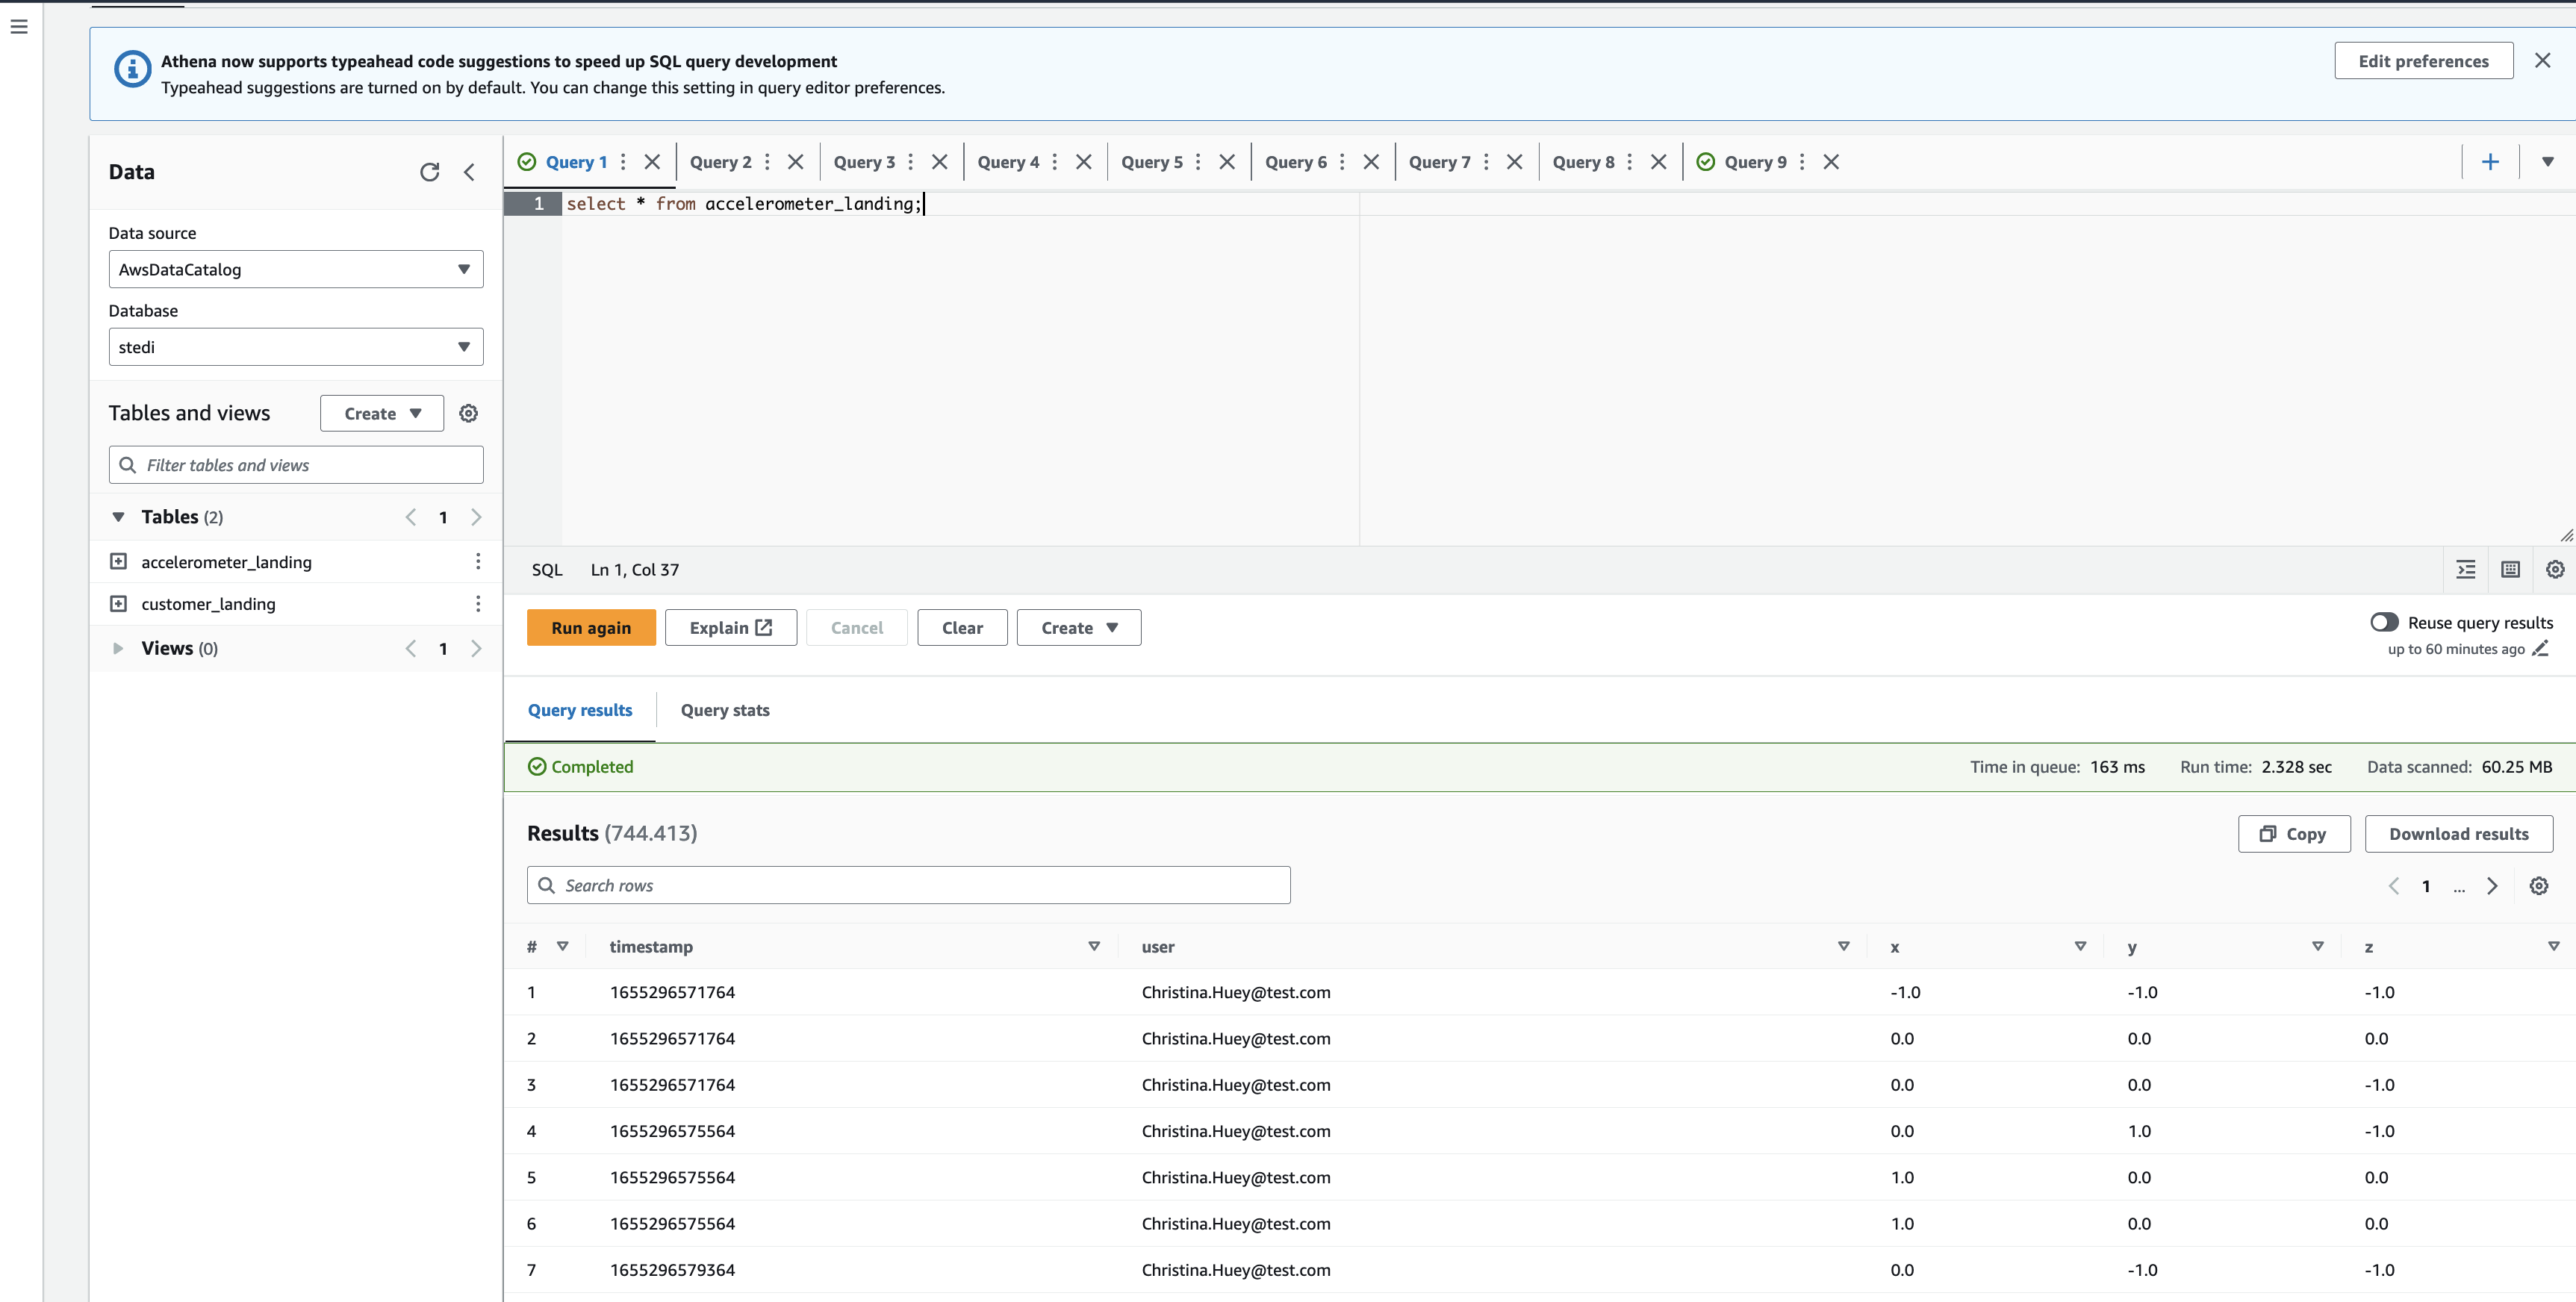 Athena now supports typeahead code suggestions to speed up SQL query development
Typeahead suggestions are turned on by default. You can change this setting in query editor preferences.
Edit preferences
Data
Data source
AwsDataCatalog
Database
stedi
Tables and views
Create
Filter tables and views
Tables (2)
1
accelerometer_landing
customer_landing
Views (0)
1
Query 1
Query 2
Query 3
Query 4
Query 5
Query 6
Query 7
Query 8
Query 9
1 select * from accelerometer_landing;
SQL Ln 1, Col 37
Run again
Explain
Cancel
Clear
Create
Reuse query results
up to 60 minutes ago
Query results
Query stats
Completed
Time in queue: 163 ms
Run time: 2.328 sec
Data scanned: 60.25 MB
Results (744.413)
Copy
Download results
Search rows
1 ...
# timestamp user x y z
1 1655296571764 Christina.Huey@test.com -1.0 -1.0 -1.0
2 1655296571764 Christina.Huey@test.com 0.0 0.0 0.0
3 1655296571764 Christina.Huey@test.com 0.0 0.0 -1.0
4 1655296575564 Christina.Huey@test.com 0.0 1.0 -1.0
5 1655296575564 Christina.Huey@test.com 1.0 0.0 0.0
6 1655296575564 Christina.Huey@test.com 1.0 0.0 0.0
7 1655296579364 Christina.Huey@test.com 0.0 -1.0 -1.0